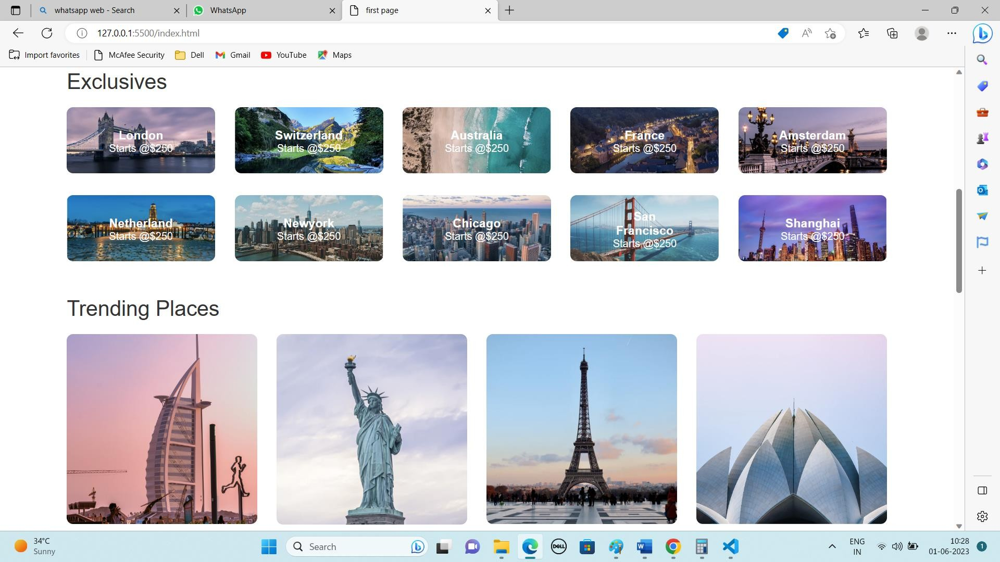 whatsapp web - Search
WhatsApp
first page
127.0.0.1:5500/index.html
Import favorites
McAfee Security
Dell
Gmail
YouTube
Maps
Exclusives
London
Starts @$250
Switzerland
Starts @$250
Australia
Starts @$250
France
Starts @$250
Amsterdam
Starts @$250
Netherland
Starts @$250
Newyork
Starts @$250
Chicago
Starts @$250
San
Francisco
Starts @$250
Shanghai
Starts @$250
Trending Places
34°C
Sunny
Search
DELL
ENG
IN
10:28
01-06-2023
1